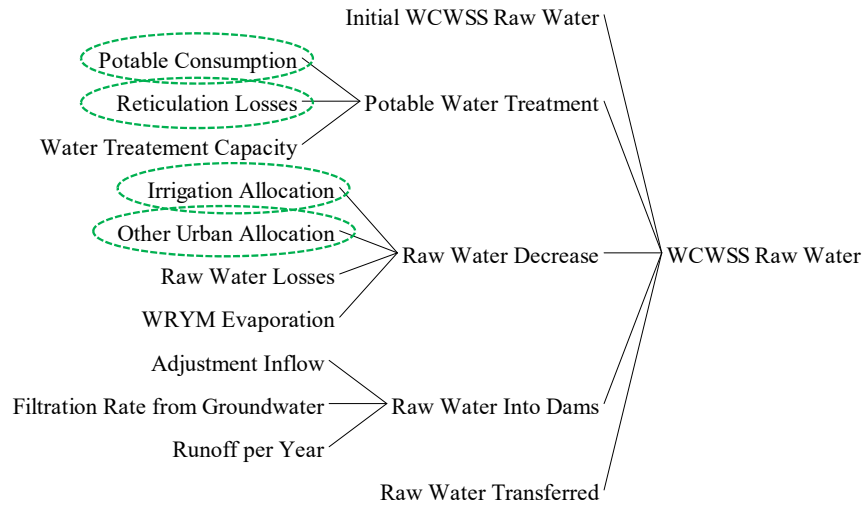 Initial WCWSS Raw Water
Potable Consumption
Reticulation Losses
Potable Water Treatment
Water Treatement Capacity
Irrigation Allocation
Other Urban Allocation
Raw Water Decrease
WCWSS Raw Water
Raw Water Losses
WRYM Evaporation
Adjustment Inflow
Filtration Rate from Groundwater
Raw Water Into Dams
Runoff per Year
Raw Water Transferred